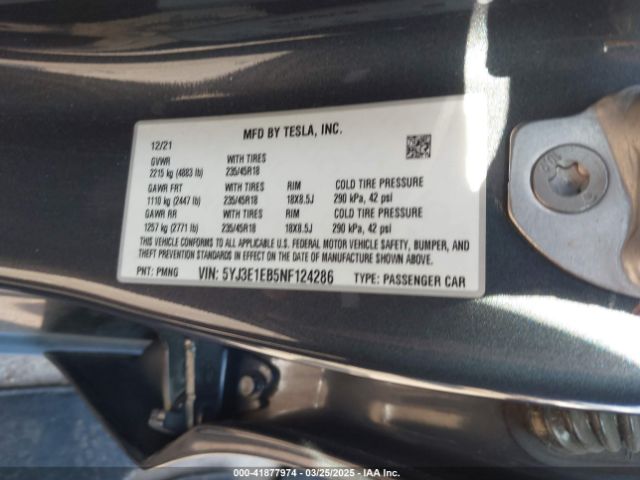 MFD BY TESLA, INC.
12/21
GVWR WITH TIRES
2215 kg (4883 lb) 235/45R18
GAWR FRT WITH TIRES RIM COLD TIRE PRESSURE
1110 kg (2447 lb) 235/45R18 18X8.5J 290 kPa, 42 psi
GAWR RR WITH TIRES RIM COLD TIRE PRESSURE
1257 kg (2771 lb) 235/45R18 18X8.5J 290 kPa, 42 psi
THIS VEHICLE CONFORMS TO ALL APPLICABLE U.S. FEDERAL MOTOR VEHICLE SAFETY, BUMPER, AND
THEFT PREVENTION STANDARDS IN EFFECT ON THE DATE OF MANUFACTURE SHOWN ABOVE.
PNT: PMNG VIN: 5YJ3E1EB5NF124286 TYPE: PASSENGER CAR
000-41877974 — 03/25/2025 — IAA Inc.